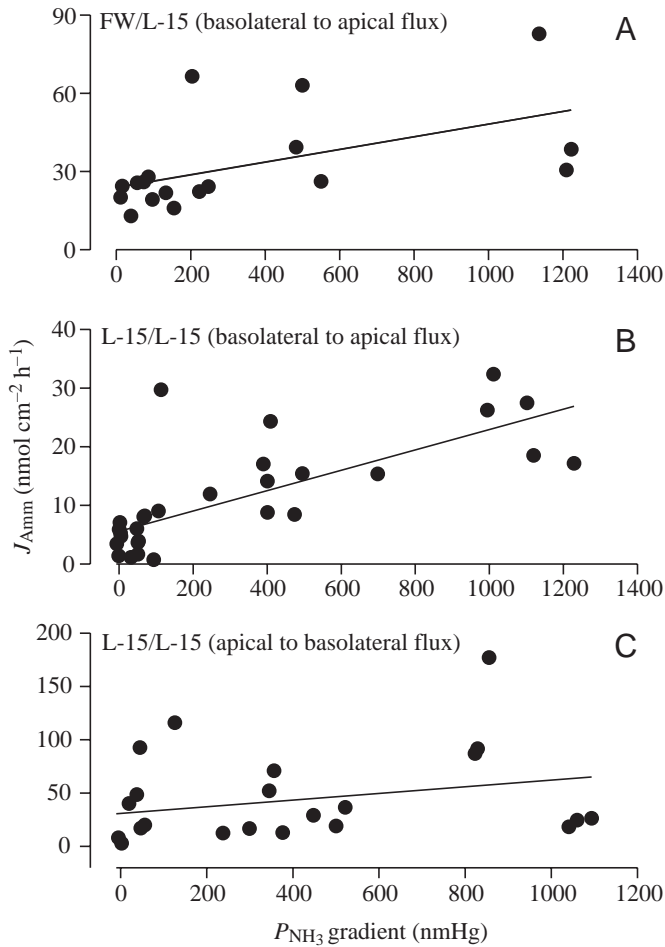 FW/L-15 (basolateral to apical flux)
A
90
60
30
0
0 200 400 600 800 1000 1200 1400
L-15/L-15 (basolateral to apical flux)
B
40
30
20
10
0
0 200 400 600 800 1000 1200 1400
J_Amm (nmol cm⁻² h⁻¹)
L-15/L-15 (apical to basolateral flux)
C
200
150
100
50
0
0 200 400 600 800 1000 1200
P_NH₃ gradient (nmHg)